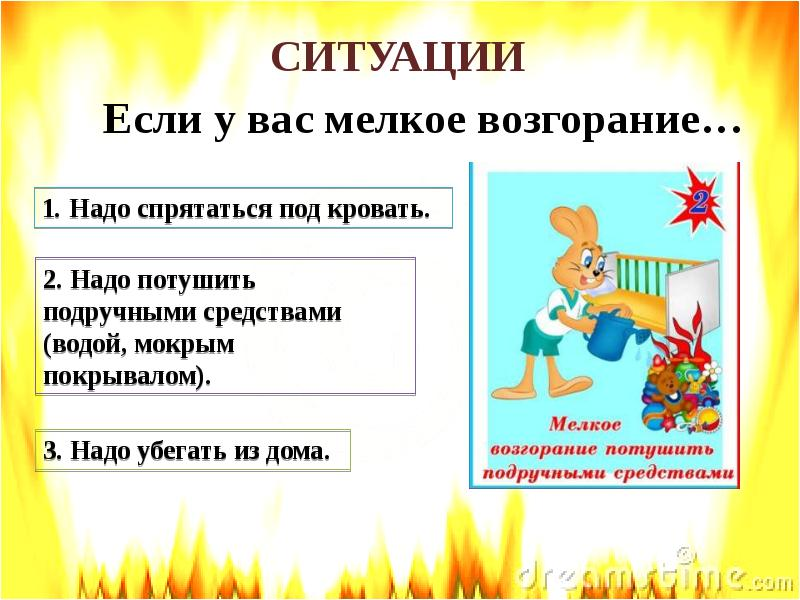 СИТУАЦИИ
Если у вас мелкое возгорание…
1. Надо спрятаться под кровать.
2. Надо потушить
подручными средствами
(водой, мокрым
покрывалом).
3. Надо убегать из дома.
2
Мелкое
возгорание потушить
подручными средствами
dreamstime.com